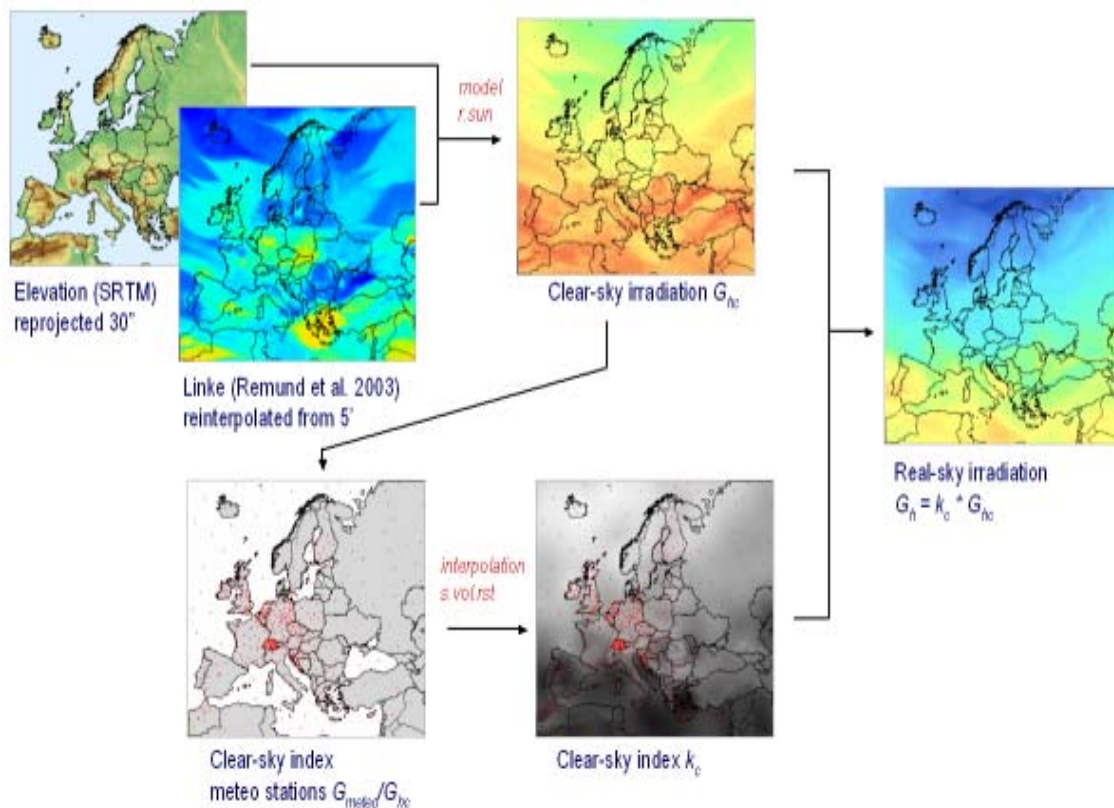 model
r.sun
Elevation (SRTM)
reprojected 30"
Clear-sky irradiation G_hc
Linke (Remund et al. 2003)
reinterpolated from 5'
Real-sky irradiation
G_h = k_c * G_hc
interpolation
s.vol.rst
Clear-sky index
meteo stations G_meteo/G_hc
Clear-sky index k_c